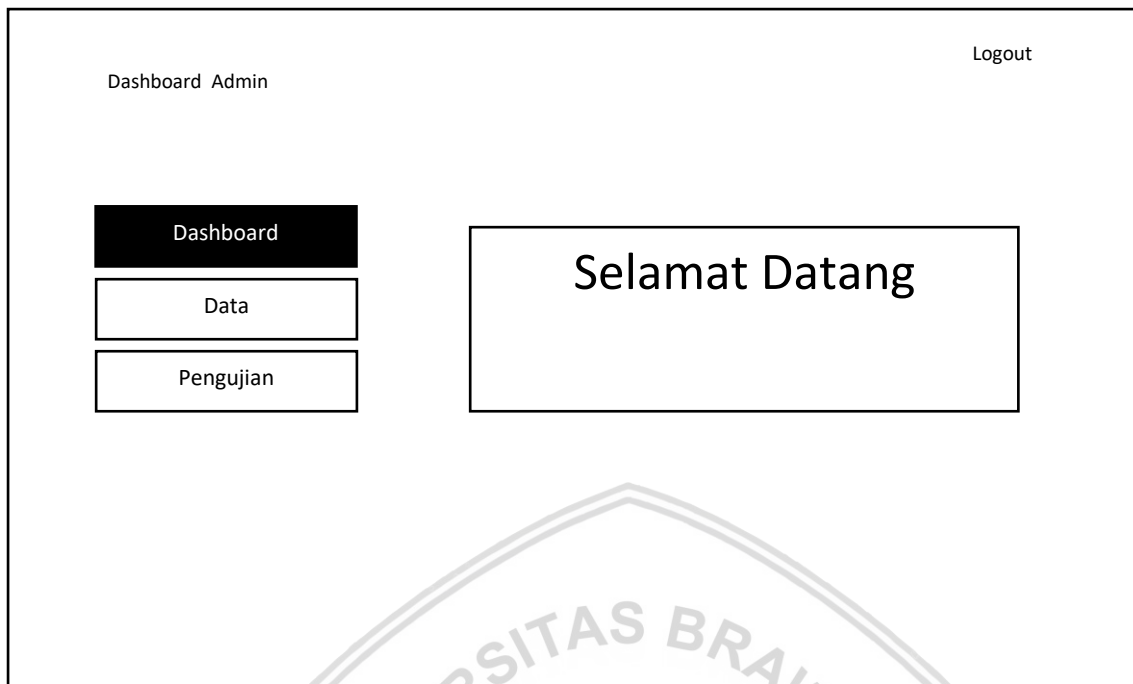 Logout
Dashboard Admin
Dashboard
Selamat Datang
Data
Pengujian
SITAS BRA